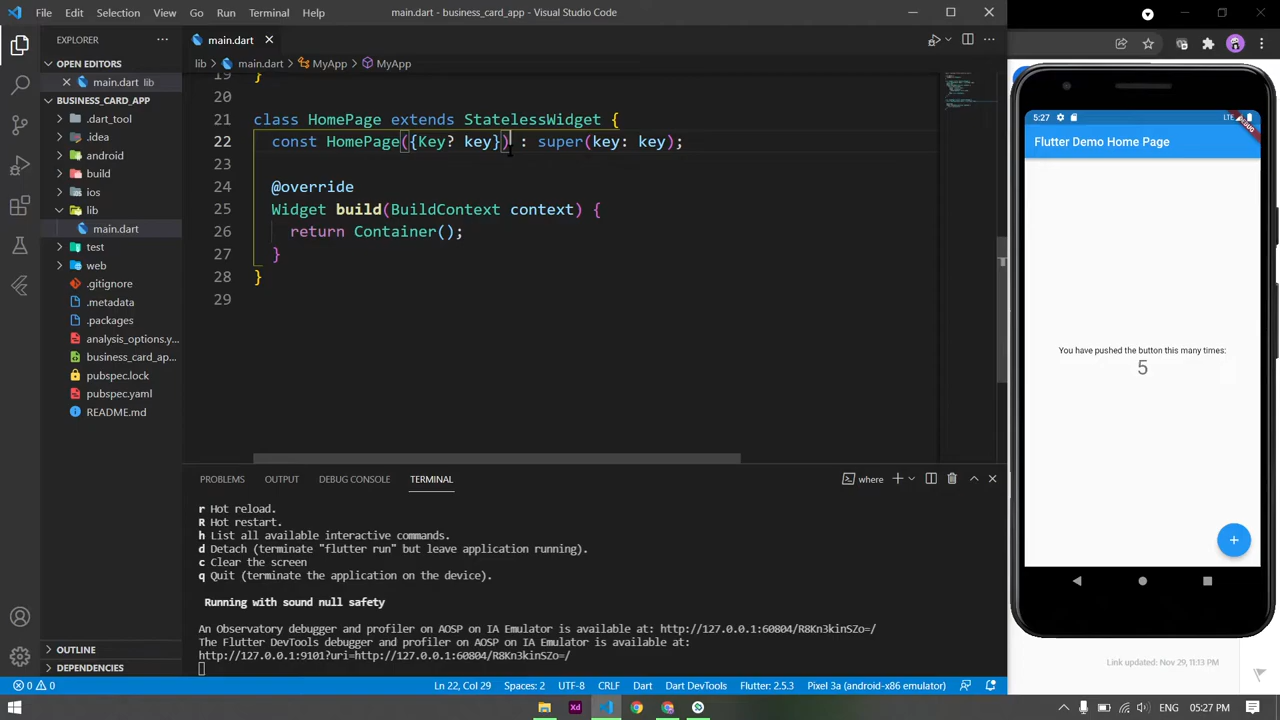 File Edit Selection View Go Run Terminal Help
main.dart - business_card_app - Visual Studio Code
EXPLORER
OPEN EDITORS
main.dart lib
BUSINESS_CARD_APP
.dart_tool
.idea
android
build
ios
lib
main.dart
test
web
.gitignore
.metadata
.packages
analysis_options.y...
business_card_ap...
pubspec.lock
pubspec.yaml
README.md
OUTLINE
DEPENDENCIES
main.dart
lib > main.dart > MyApp > MyApp
19 }
20
21 class HomePage extends StatelessWidget {
22 const HomePage({Key? key}) : super(key: key);
23
24 @override
25 Widget build(BuildContext context) {
26 return Container();
27 }
28 }
29
PROBLEMS OUTPUT DEBUG CONSOLE TERMINAL
where
r Hot reload.
R Hot restart.
h List all available interactive commands.
d Detach (terminate "flutter run" but leave application running).
c Clear the screen
q Quit (terminate the application on the device).
Running with sound null safety
An Observatory debugger and profiler on AOSP on IA Emulator is available at: http://127.0.0.1:60804/R8Kn3kinSZo=/
The Flutter DevTools debugger and profiler on AOSP on IA Emulator is available at:
http://127.0.0.1:9101?uri=http://127.0.0.1:60804/R8Kn3kinSZo=/
0 0
Ln 22, Col 29 Spaces: 2 UTF-8 CRLF Dart Dart DevTools Flutter: 2.5.3 Pixel 3a (android-x86 emulator)
5:27
LTE
DEBUG
Flutter Demo Home Page
You have pushed the button this many times:
5
+
Link updated: Nov 29, 11:13 PM
Xd
ENG 05:27 PM